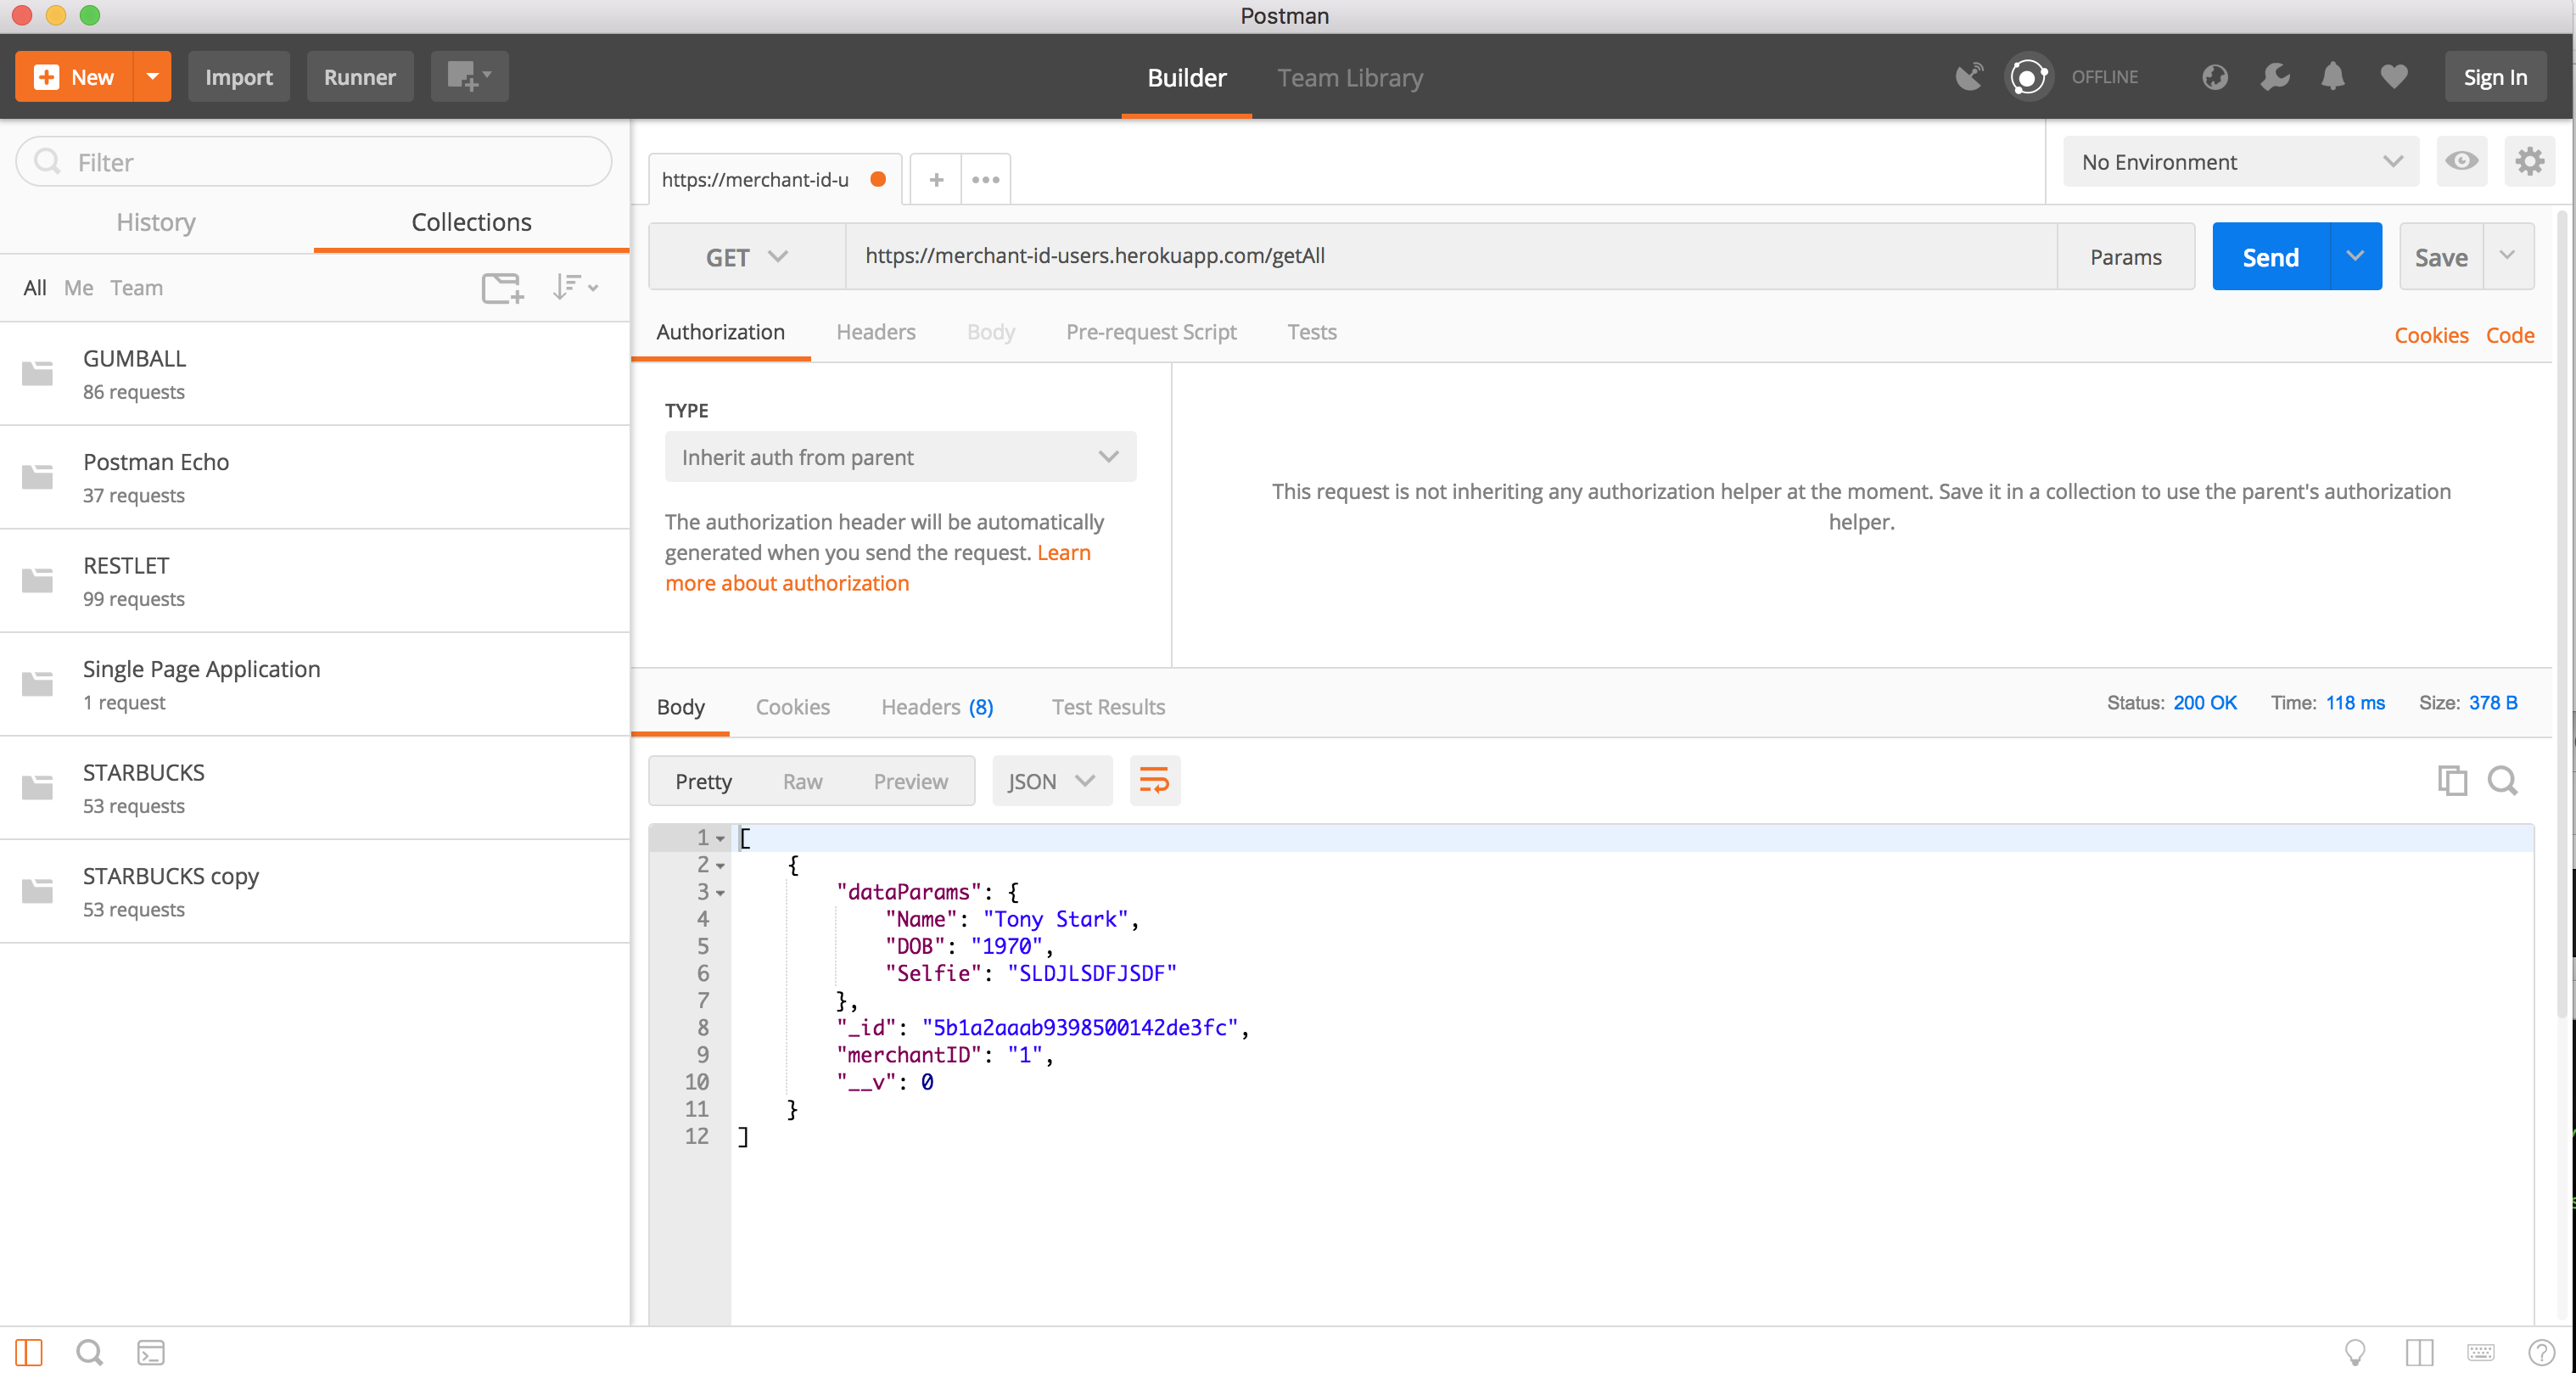 Postman
New
Import
Runner
Builder
Team Library
OFFLINE
Sign In
Filter
History
Collections
All Me Team
GUMBALL
86 requests
Postman Echo
37 requests
RESTLET
99 requests
Single Page Application
1 request
STARBUCKS
53 requests
STARBUCKS copy
53 requests
https://merchant-id-u
No Environment
GET
https://merchant-id-users.herokuapp.com/getAll
Params
Send
Save
Authorization
Headers
Body
Pre-request Script
Tests
Cookies
Code
TYPE
Inherit auth from parent
The authorization header will be automatically
generated when you send the request. Learn
more about authorization
This request is not inheriting any authorization helper at the moment. Save it in a collection to use the parent's authorization
helper.
Body
Cookies
Headers (8)
Test Results
Status: 200 OK
Time: 118 ms
Size: 378 B
Pretty
Raw
Preview
JSON
1 [
2 {
3 "dataParams": {
4 "Name": "Tony Stark",
5 "DOB": "1970",
6 "Selfie": "SLDJLSDFJSDF"
7 },
8 "_id": "5b1a2aaab9398500142de3fc",
9 "merchantID": "1",
10 "__v": 0
11 }
12 ]